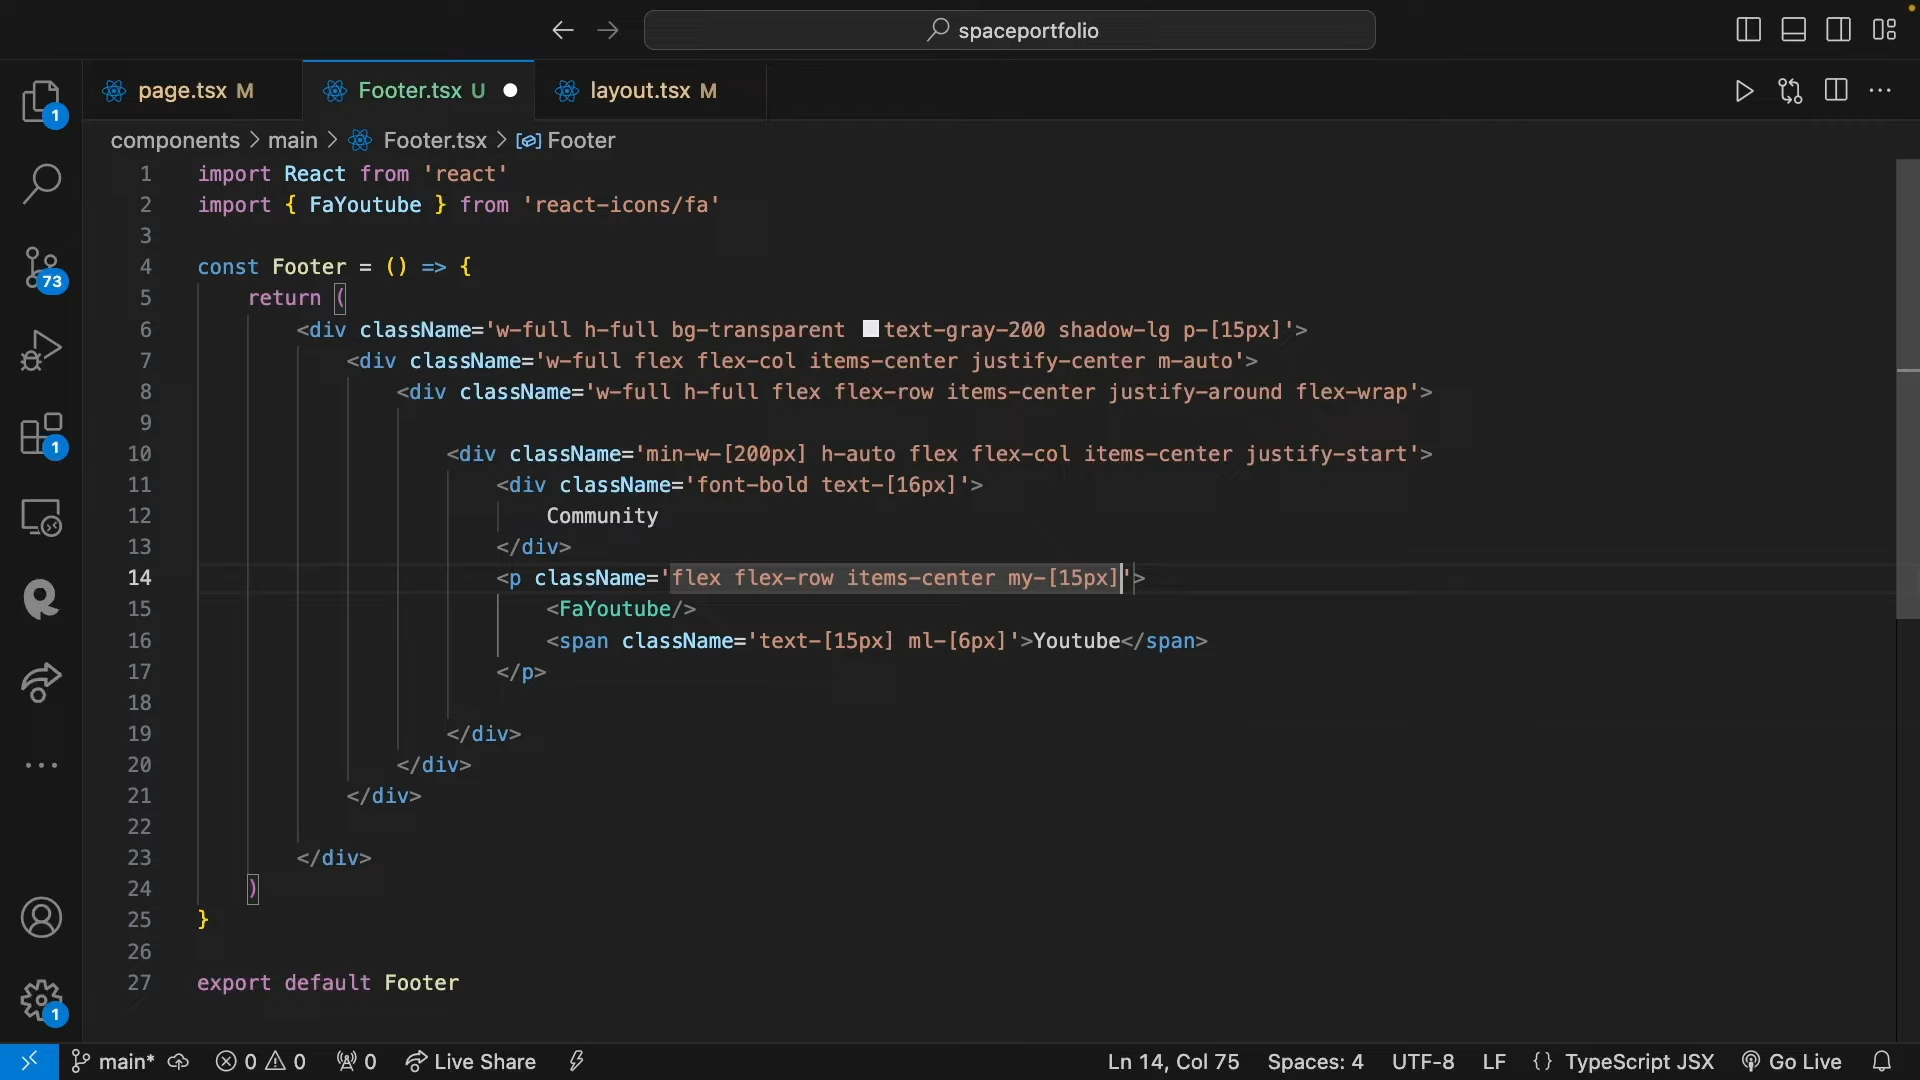 spaceportfolio
page.tsx M
Footer.tsx U
layout.tsx M
components > main > Footer.tsx > Footer
1 import React from 'react'
2 import { FaYoutube } from 'react-icons/fa'
3
4 const Footer = () => {
5 return (
6 <div className='w-full h-full bg-transparent text-gray-200 shadow-lg p-[15px]'>
7 <div className='w-full flex flex-col items-center justify-center m-auto'>
8 <div className='w-full h-full flex flex-row items-center justify-around flex-wrap'>
9
10 <div className='min-w-[200px] h-auto flex flex-col items-center justify-start'>
11 <div className='font-bold text-[16px]'>
12 Community
13 </div>
14 <p className='flex flex-row items-center my-[15px]'>
15 <FaYoutube/>
16 <span className='text-[15px] ml-[6px]'>Youtube</span>
17 </p>
18
19 </div>
20 </div>
21 </div>
22
23 </div>
24 )
25 }
26
27 export default Footer
1
73
1
1
main* 0 0 0 Live Share Ln 14, Col 75 Spaces: 4 UTF-8 LF {} TypeScript JSX Go Live